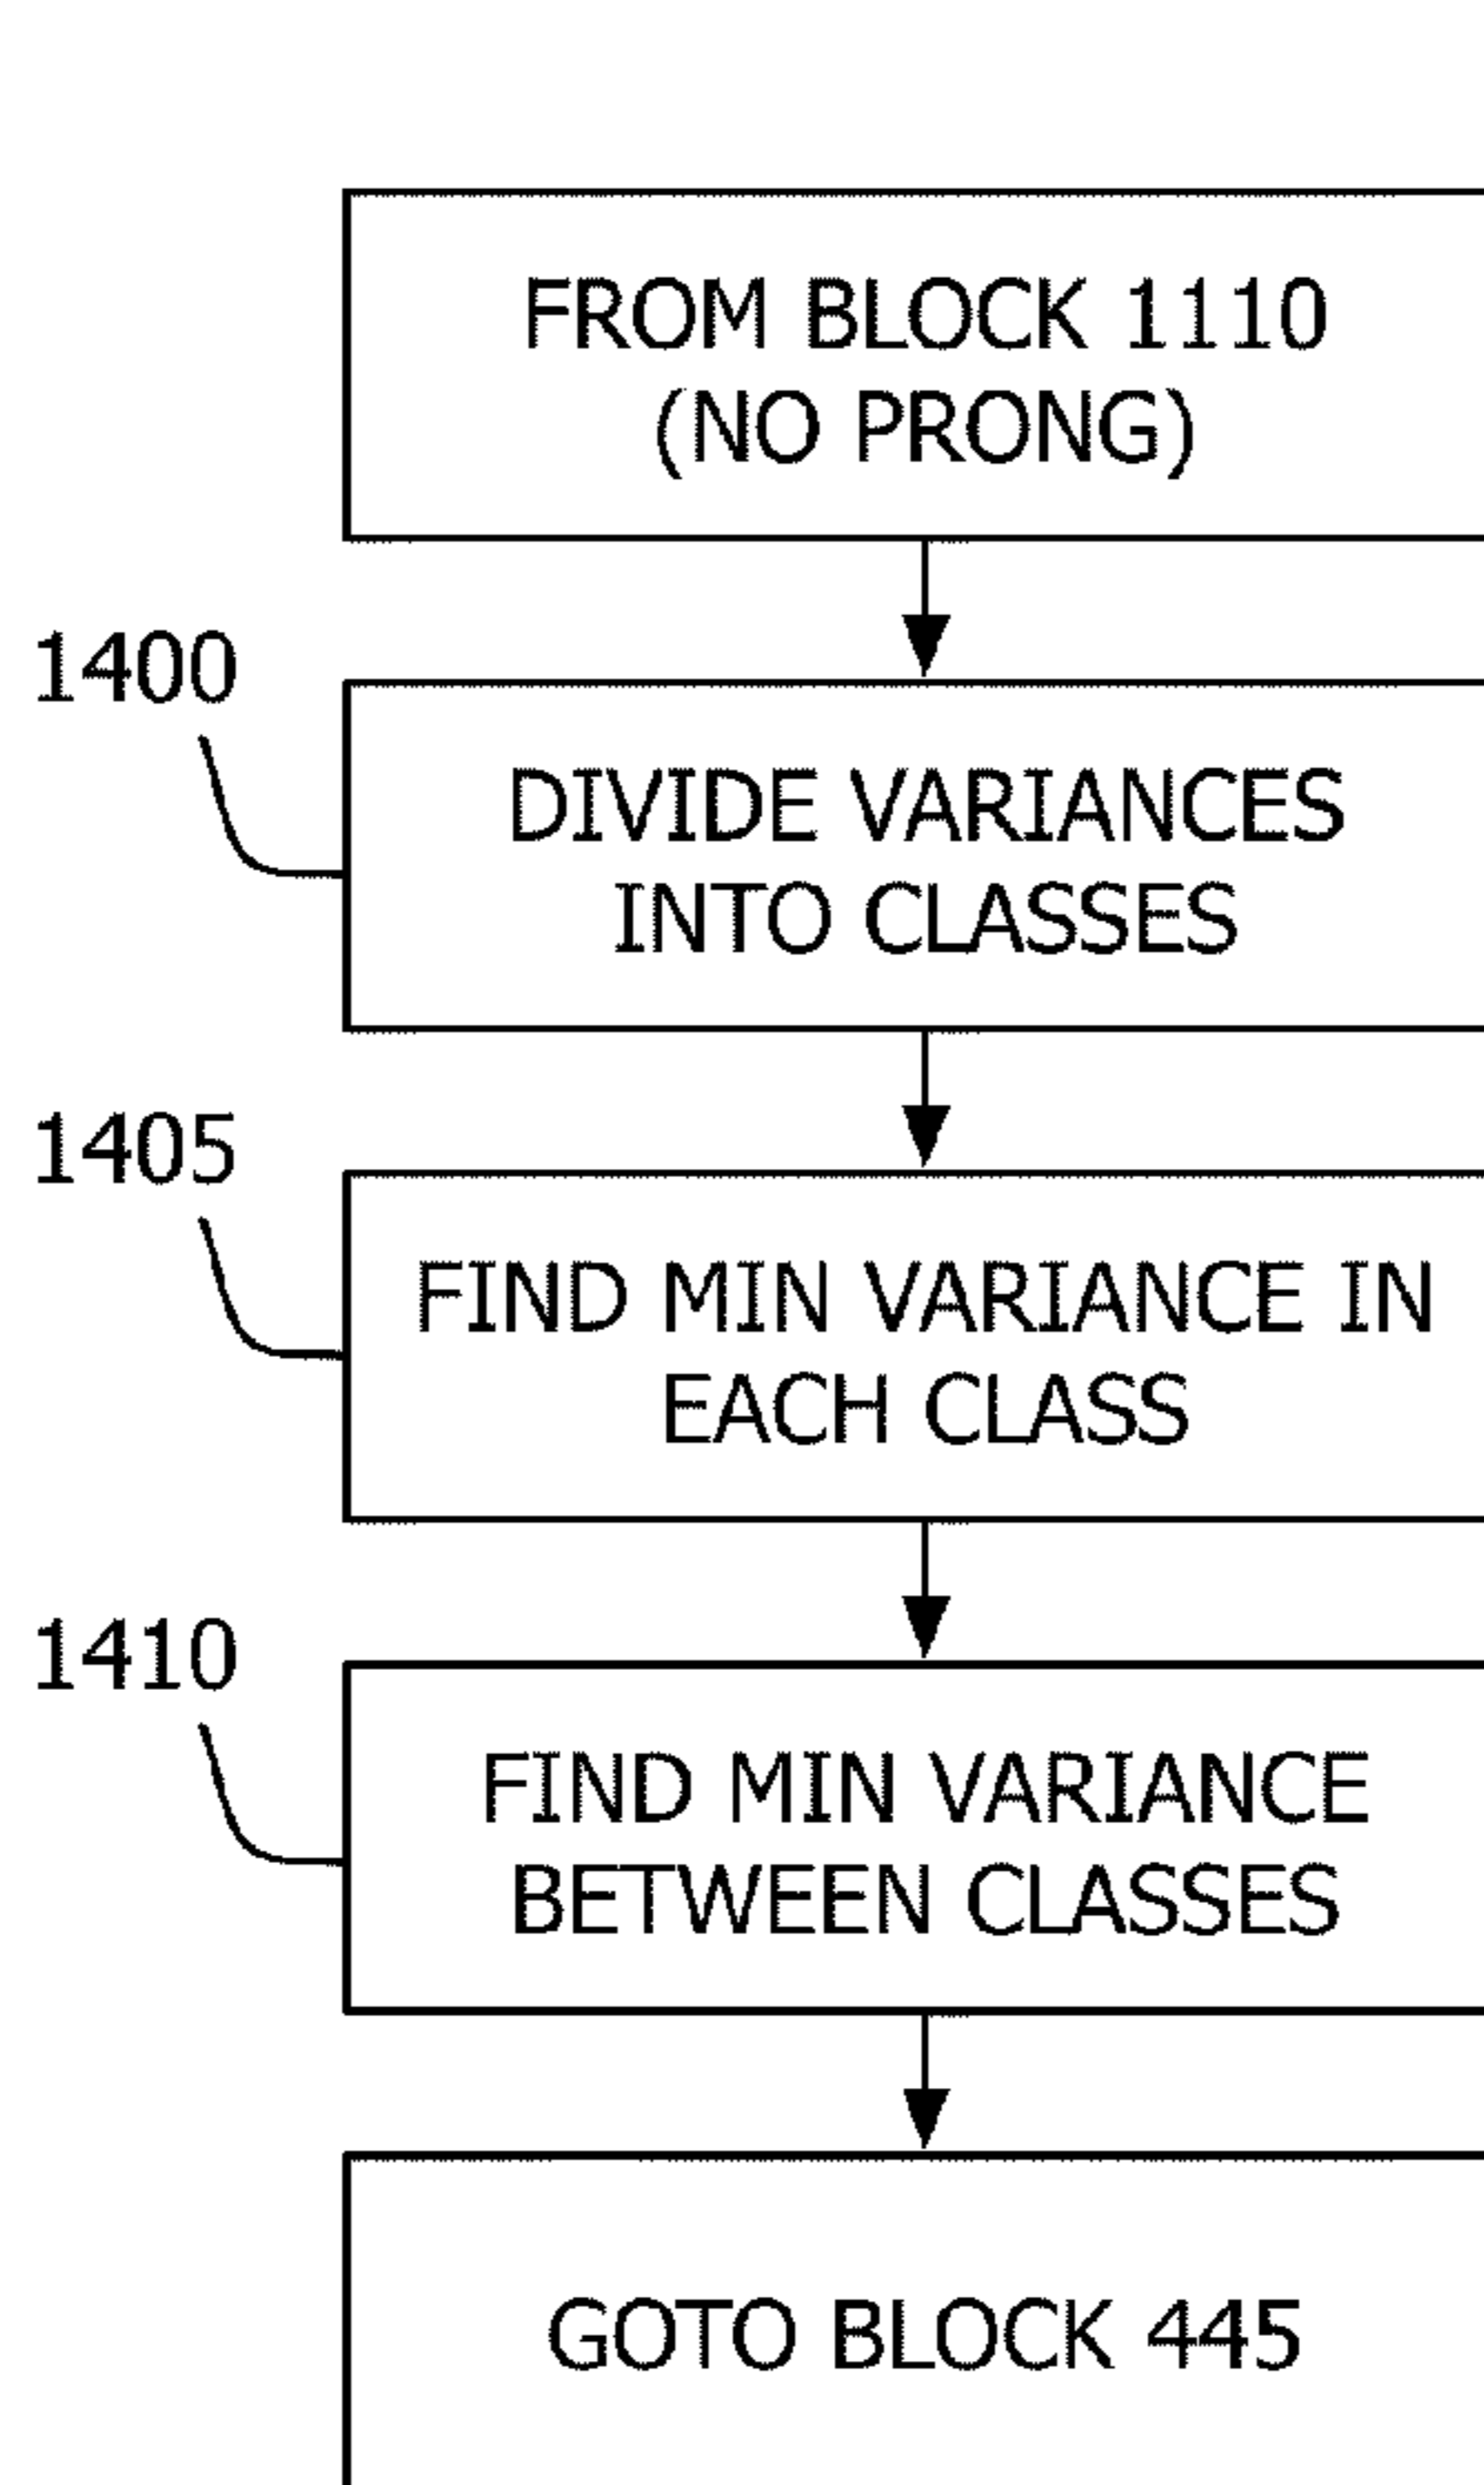 FROM BLOCK 1110
(NO PRONG)
1400
DIVIDE VARIANCES
INTO CLASSES
1405
FIND MIN VARIANCE IN
EACH CLASS
1410
FIND MIN VARIANCE
BETWEEN CLASSES
GOTO BLOCK 445